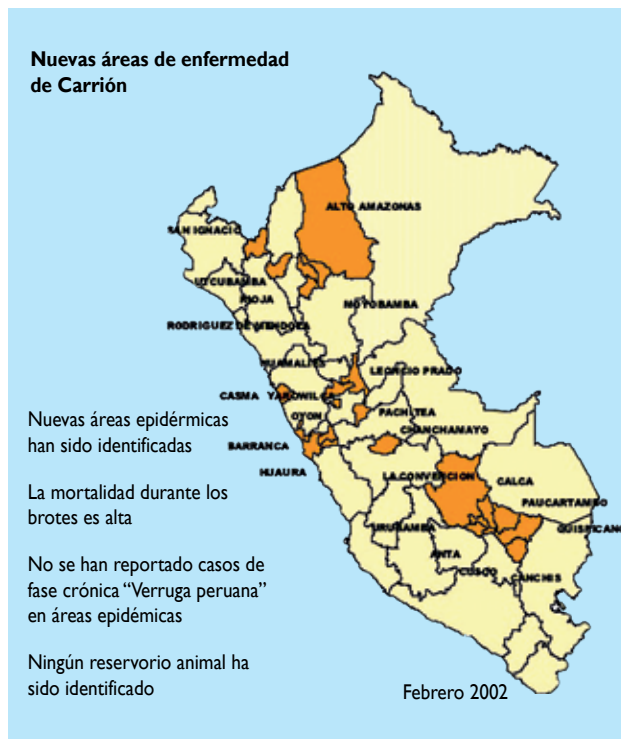 Nuevas áreas de enfermedad
de Carrión
ALTO AMAZONAS
SAN IGNACIO
UTCUBAMBA
RIOJA
MOYOBAMBA
RODRIGUEZ DE MENDOZA
HUAMALIES
LEONCIO PRADO
CASMA
YAROWILCA
PACHITEA
OYON
CHANCHAMAYO
BARRANCA
HUAURA
LA CONVENCION
CALCA
PAUCARTAMBO
URUBAMBA
QUISPICANC
ANTA
CUSCO
CANCHIS
Nuevas áreas epidérmicas
han sido identificadas
La mortalidad durante los
brotes es alta
No se han reportado casos de
fase crónica “Verruga peruana”
en áreas epidémicas
Ningún reservorio animal ha
sido identificado
Febrero 2002